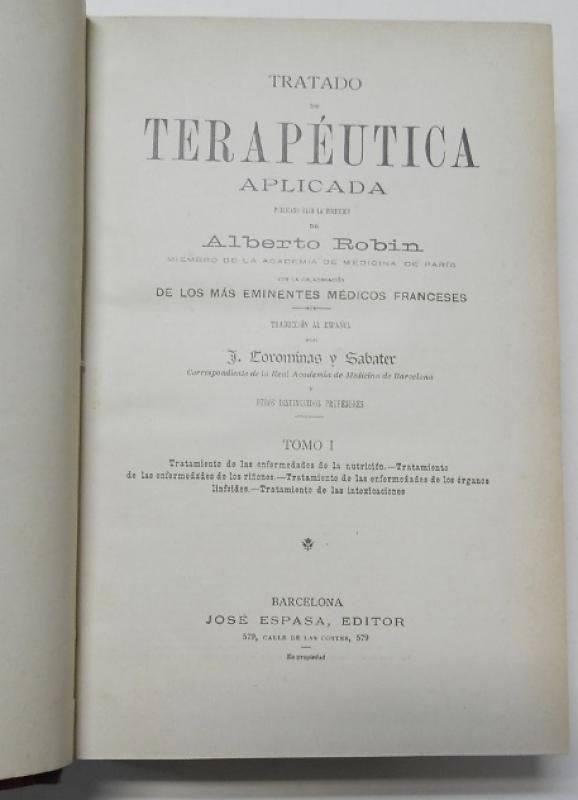 TRATADO
DE
TERAPÉUTICA
APLICADA
PUBLICADO BAJO LA DIRECCIÓN
DE
Alberto Robin
MIEMBRO DE LA ACADEMIA DE MEDICINA DE PARÍS
CON LA COLABORACIÓN
DE LOS MÁS EMINENTES MÉDICOS FRANCESES
TRADUCCIÓN AL ESPAÑOL
POR
J. Corominas y Sabater
Correspondiente de la Real Academia de Medicina de Barcelona
Y
OTROS DISTINGUIDOS PROFESORES
TOMO I
Tratamiento de las enfermedades de la nutrición.—Tratamiento
de las enfermedades de los riñones.—Tratamiento de las enfermedades de los órganos
linfoides.—Tratamiento de las intoxicaciones
BARCELONA
JOSÉ ESPASA, EDITOR
579, CALLE DE LAS CORTES, 579
Es propiedad